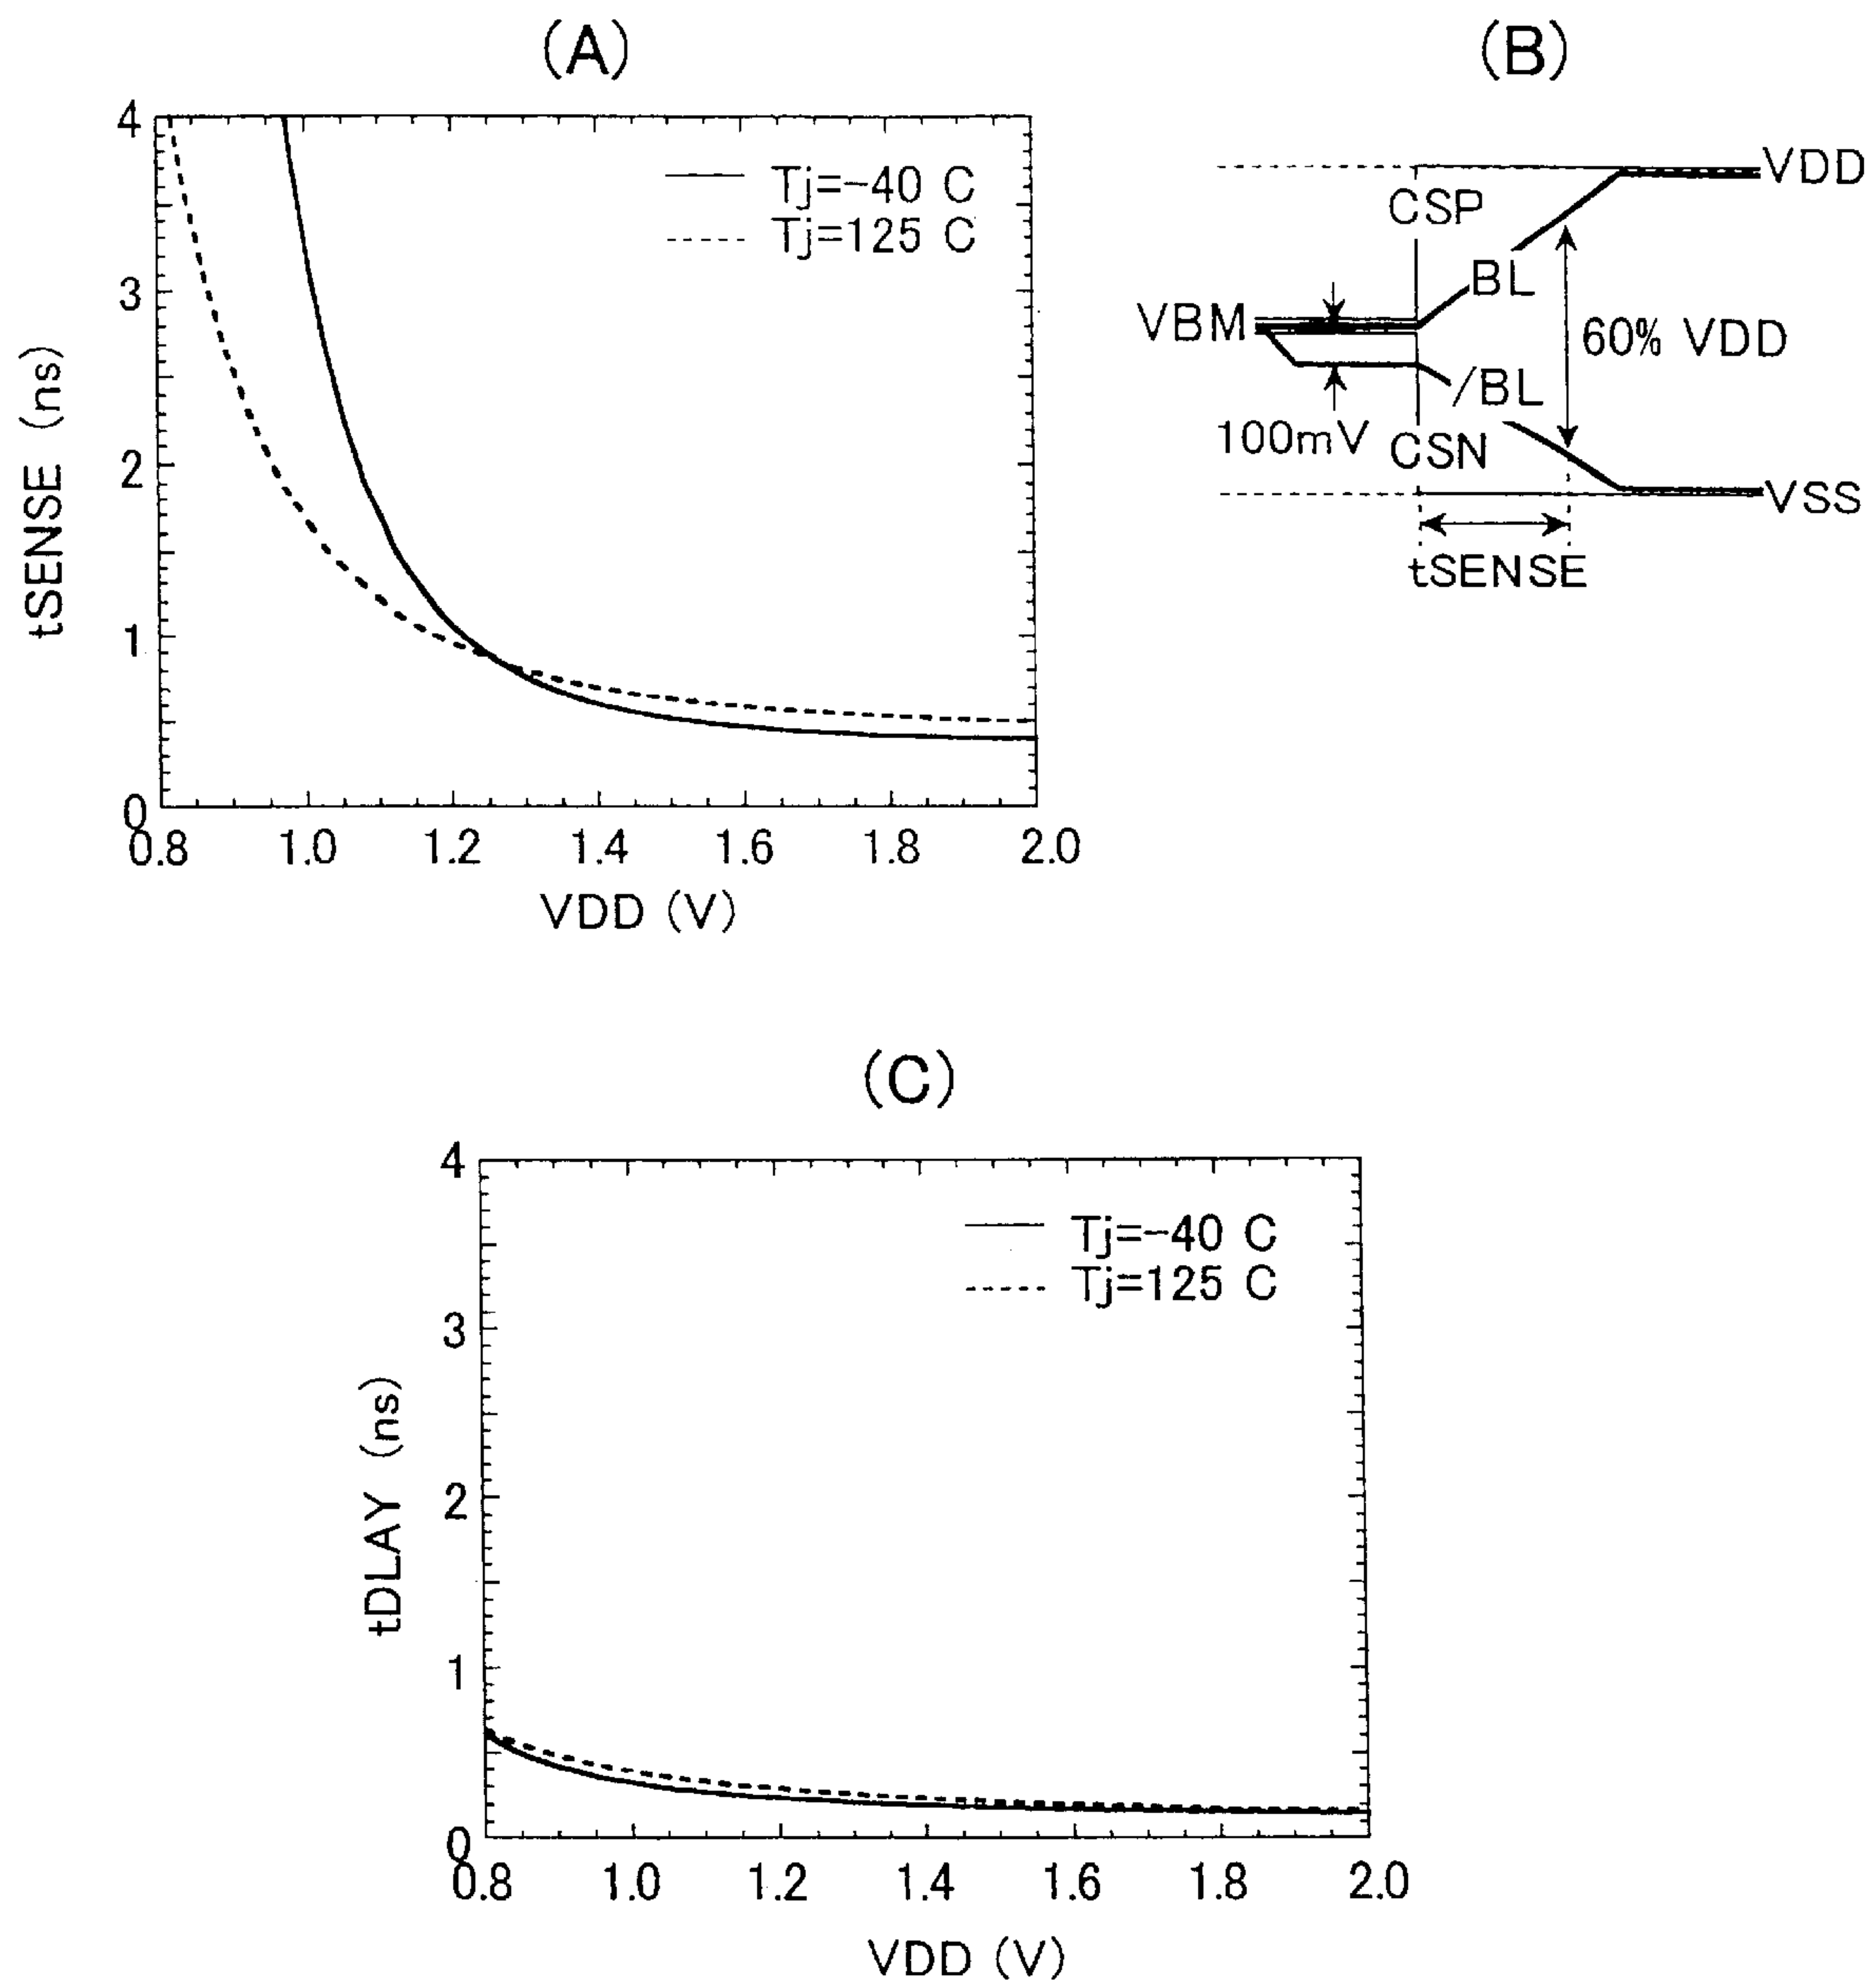 (A)
4
3
2
1
0
tSENSE (ns)
Tj=-40 C
Tj=125 C
0.8 1.0 1.2 1.4 1.6 1.8 2.0
VDD (V)
(B)
VDD
CSP
BL
VBM
60% VDD
/BL
100mV
CSN
VSS
tSENSE
(C)
4
3
2
1
0
tDLAY (ns)
Tj=-40 C
Tj=125 C
0.8 1.0 1.2 1.4 1.6 1.8 2.0
VDD (V)